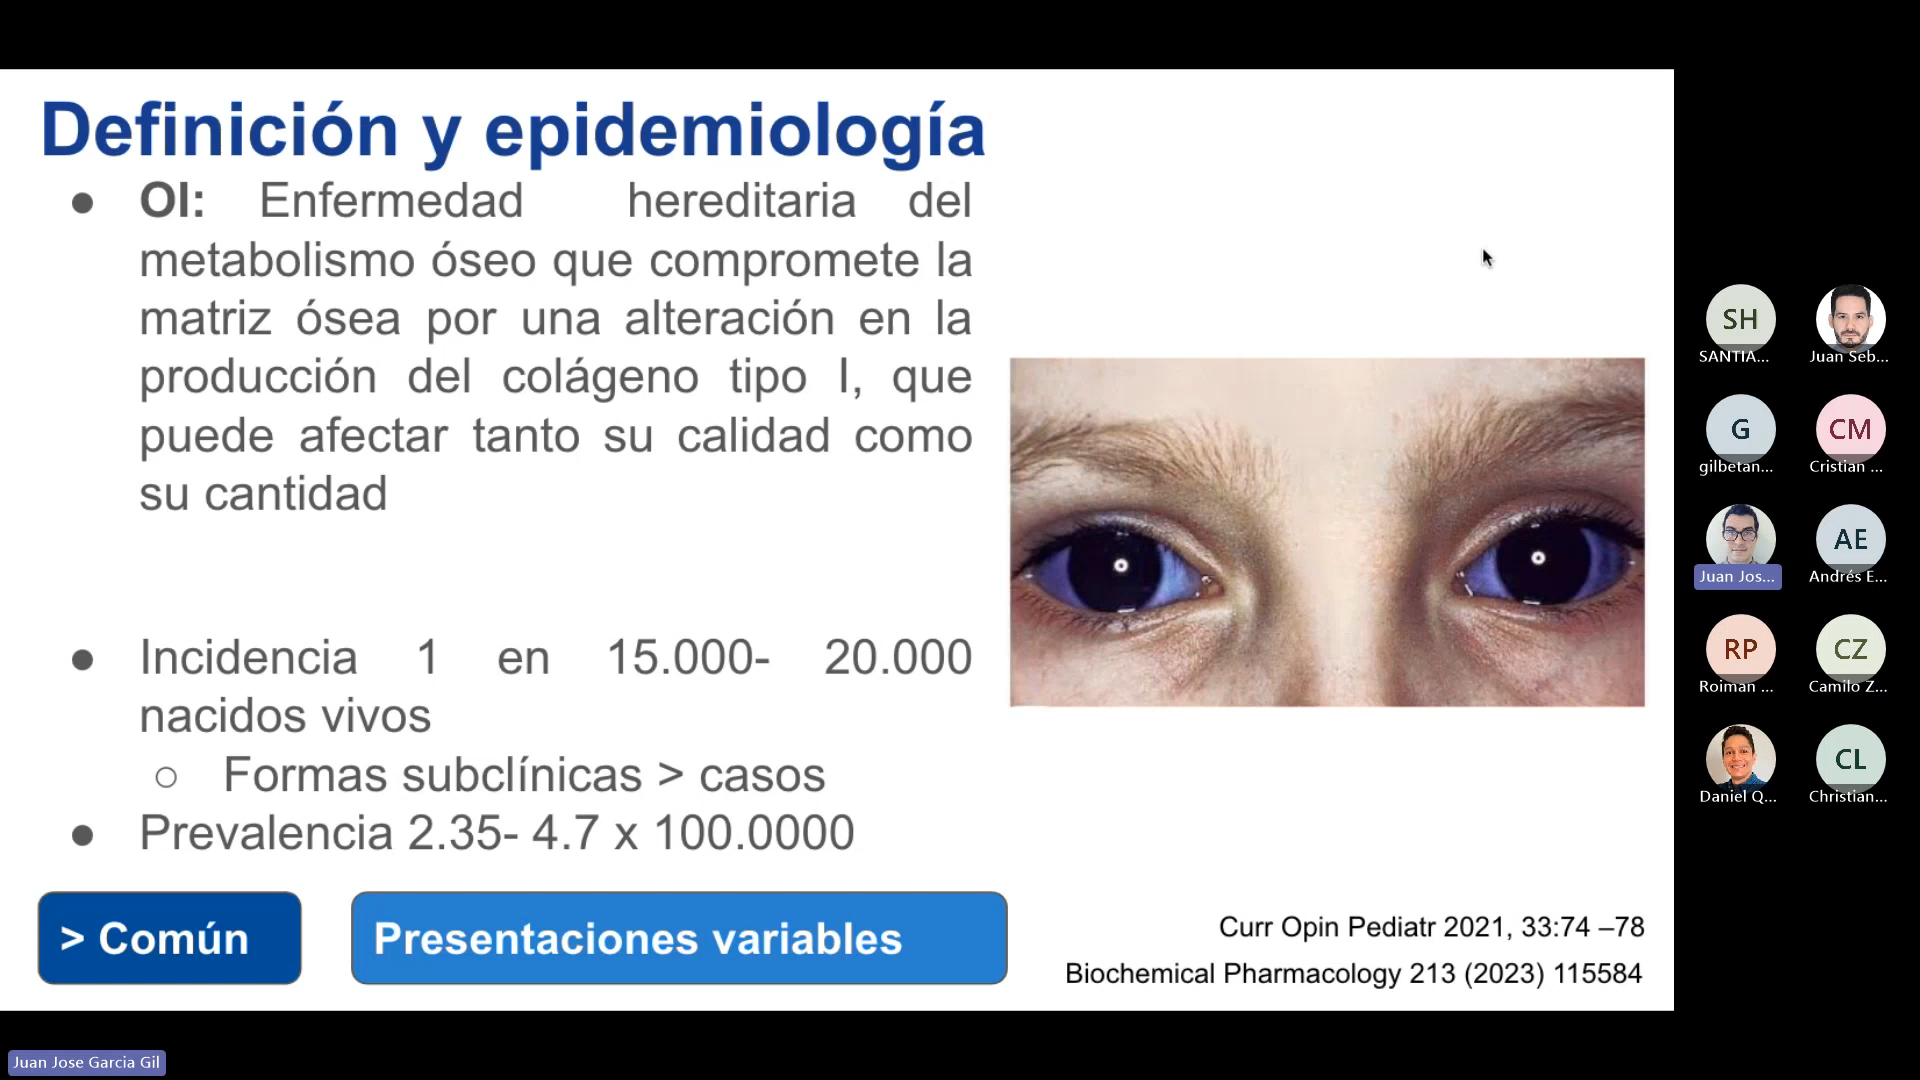 Definición y epidemiología
● OI: Enfermedad hereditaria del
metabolismo óseo que compromete la
matriz ósea por una alteración en la
producción del colágeno tipo I, que
puede afectar tanto su calidad como
su cantidad
● Incidencia 1 en 15.000- 20.000
nacidos vivos
○ Formas subclínicas > casos
● Prevalencia 2.35- 4.7 x 100.0000
> Común
Presentaciones variables
Curr Opin Pediatr 2021, 33:74 –78
Biochemical Pharmacology 213 (2023) 115584
SH
SANTIA...
Juan Seb...
G
gilbetan...
CM
Cristian ...
Juan Jos...
AE
Andrés E...
RP
Roiman ...
CZ
Camilo Z...
Daniel Q...
CL
Christian...
Juan Jose Garcia Gil